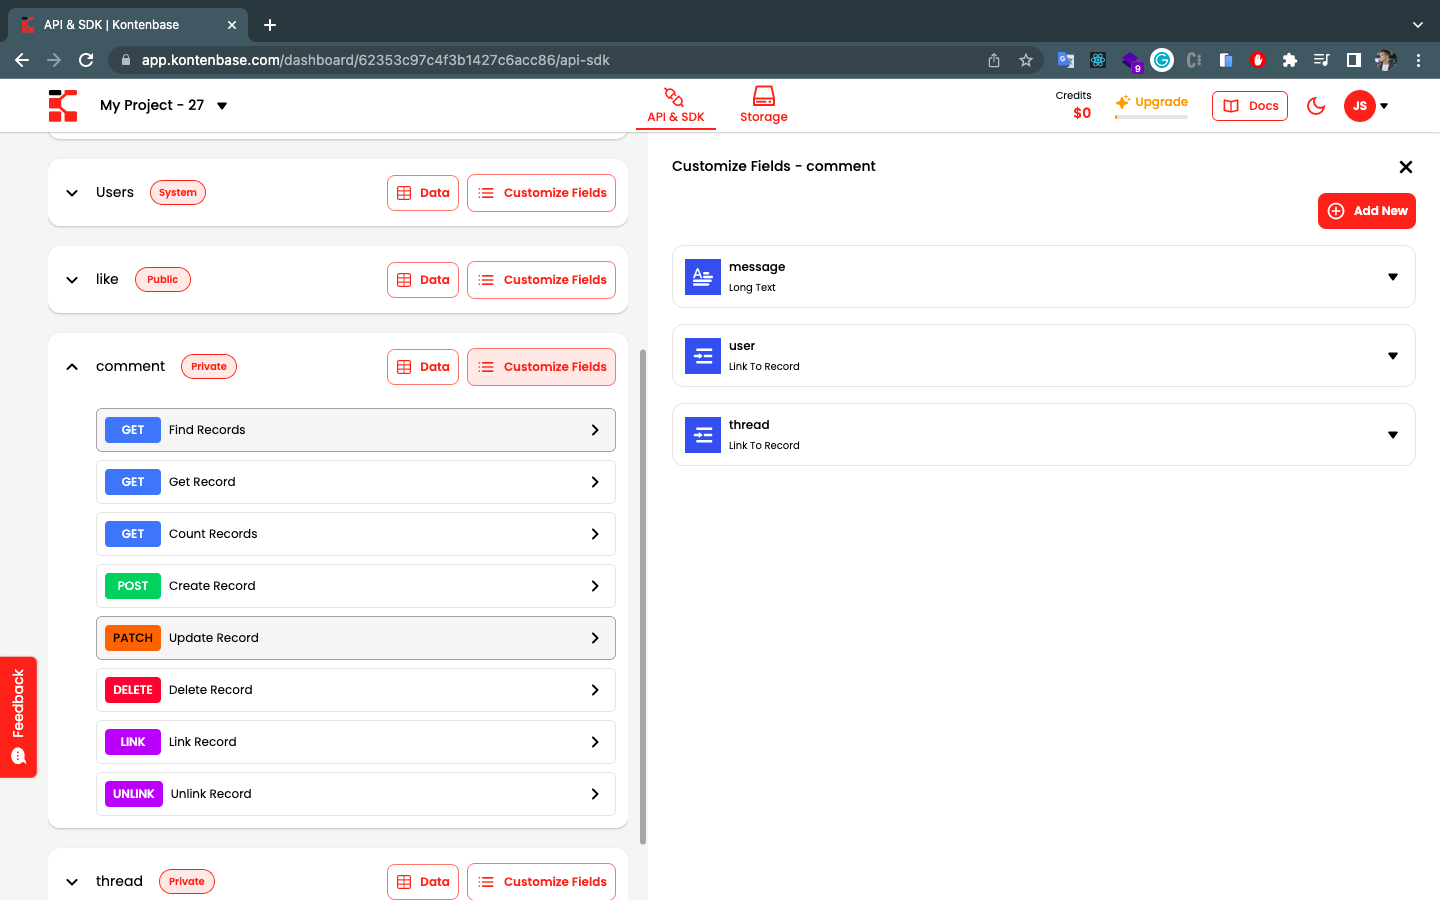 API & SDK | Kontenbase
app.kontenbase.com/dashboard/62353c97c4f3b1427c6acc86/api-sdk
9
My Project - 27
API & SDK
Storage
Credits
$0
Upgrade
Docs
JS
Users
System
Data
Customize Fields
like
Public
Data
Customize Fields
comment
Private
Data
Customize Fields
GET Find Records
GET Get Record
GET Count Records
POST Create Record
PATCH Update Record
DELETE Delete Record
LINK Link Record
UNLINK Unlink Record
thread
Private
Data
Customize Fields
Feedback
Customize Fields - comment
Add New
message
Long Text
user
Link To Record
thread
Link To Record